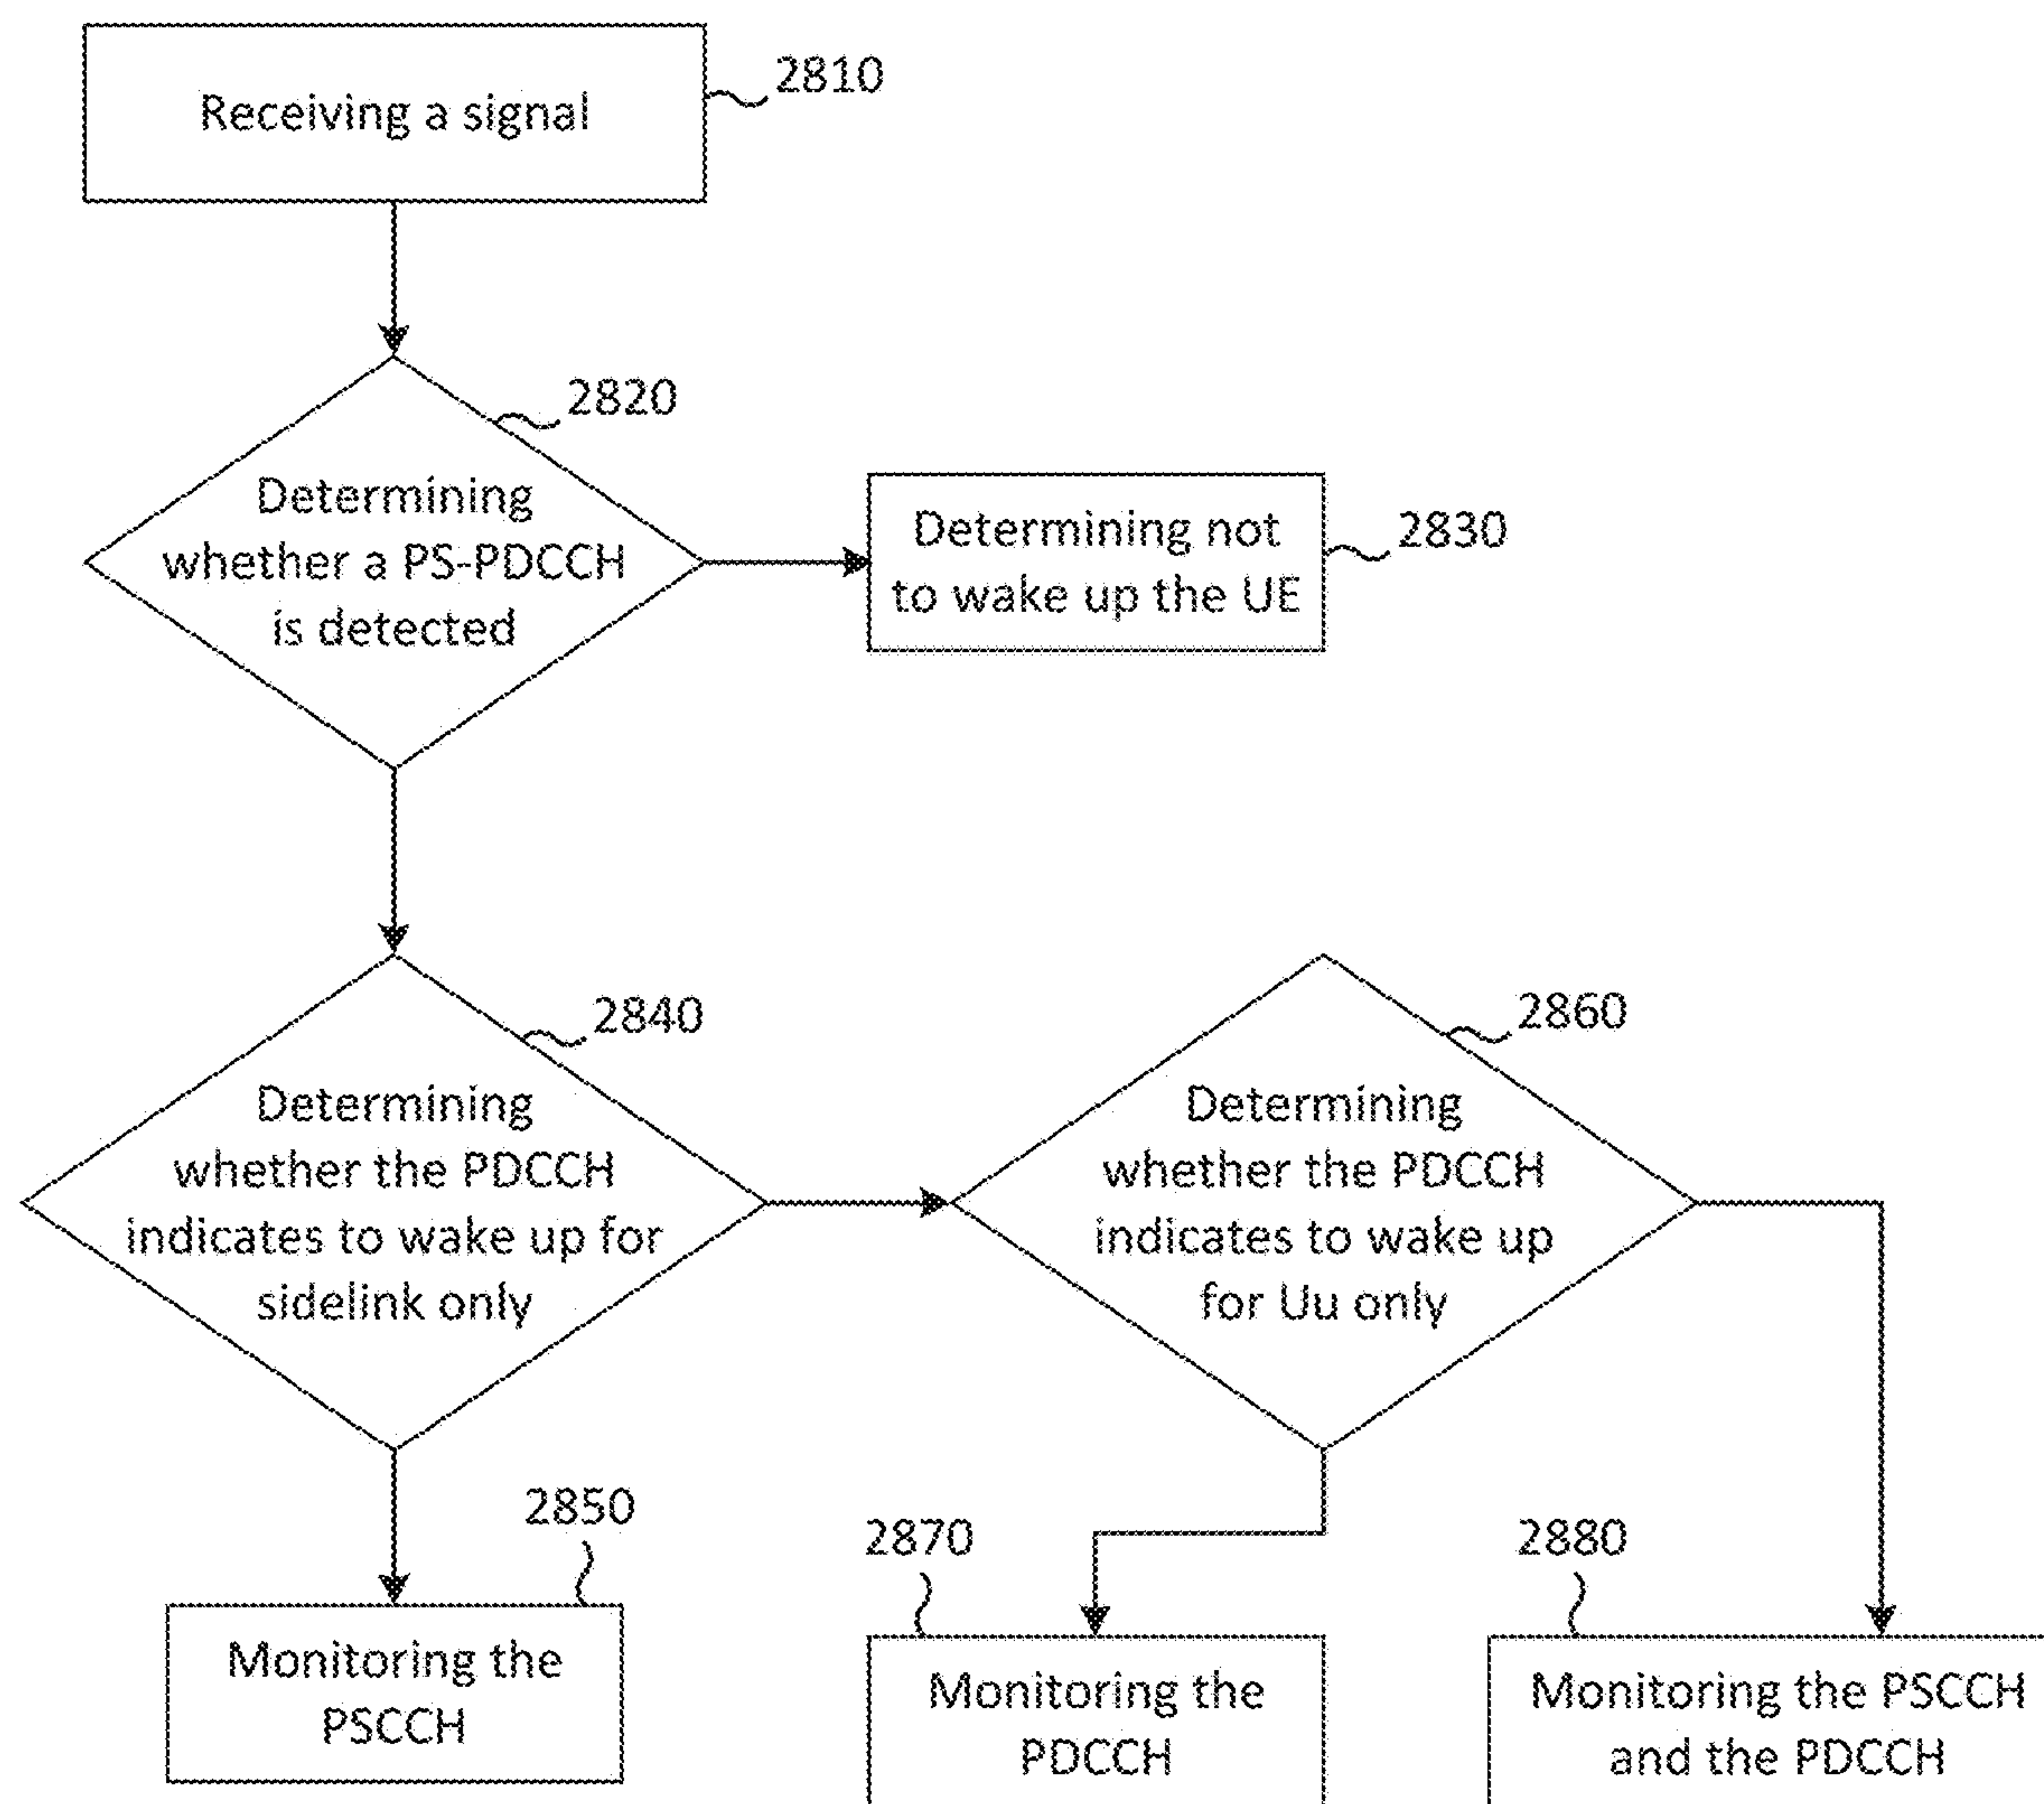 Receiving a signal
2810
2820
Determining
whether a PS-PDCCH
is detected
Determining not
to wake up the UE
2830
2840
Determining
whether the PDCCH
indicates to wake up for
sidelink only
2860
Determining
whether the PDCCH
indicates to wake up
for Uu only
2850
Monitoring the
PSCCH
2870
Monitoring the
PDCCH
2880
Monitoring the PSCCH
and the PDCCH